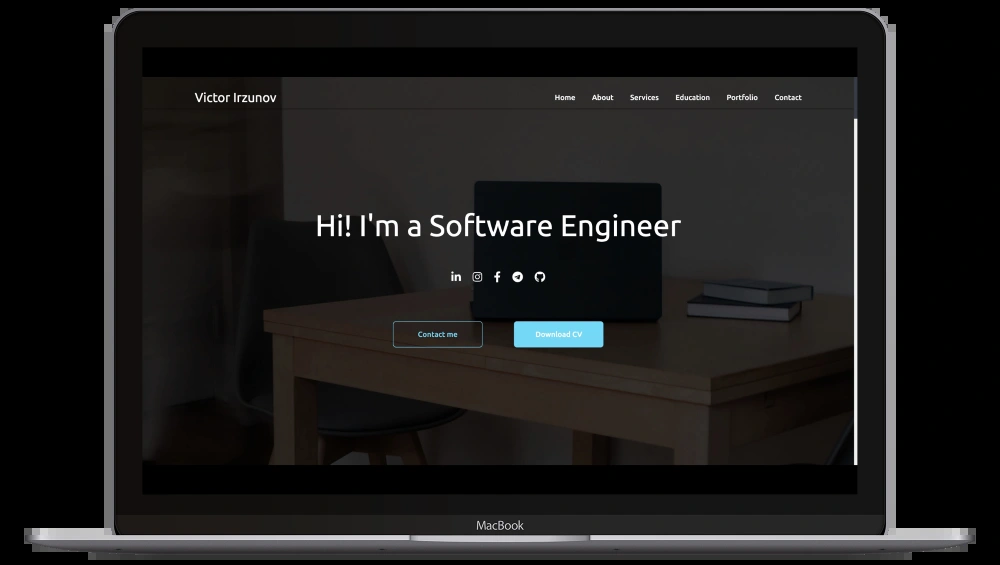 Victor Irzunov
Home About Services Education Portfolio Contact
Hi! I'm a Software Engineer
Contact me
Download CV
MacBook